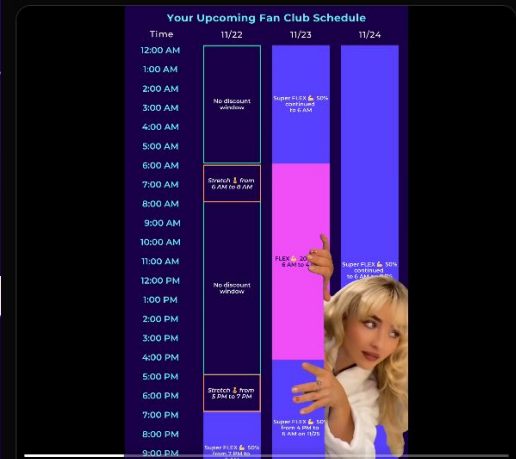 Your Upcoming Fan Club Schedule
Time 11/22 11/23 11/24
12:00 AM
1:00 AM
2:00 AM
3:00 AM
4:00 AM
5:00 AM
6:00 AM
7:00 AM
8:00 AM
9:00 AM
10:00 AM
11:00 AM
12:00 PM
1:00 PM
2:00 PM
3:00 PM
4:00 PM
5:00 PM
6:00 PM
7:00 PM
8:00 PM
9:00 PM
No discount
window
Stretch 🧘 from
6 AM to 8 AM
No discount
window
Stretch 🧘 from
5 PM to 7 PM
Super FLEX 💪 50%
from 7 PM to
Super FLEX 💪 50%
continued
to 6 AM
FLEX 💪 20
6 AM to 4
Super FLEX 💪 50
from 4 PM to
6 AM on 11/25
Super FLEX 💪 50%
continued
to 6 AM